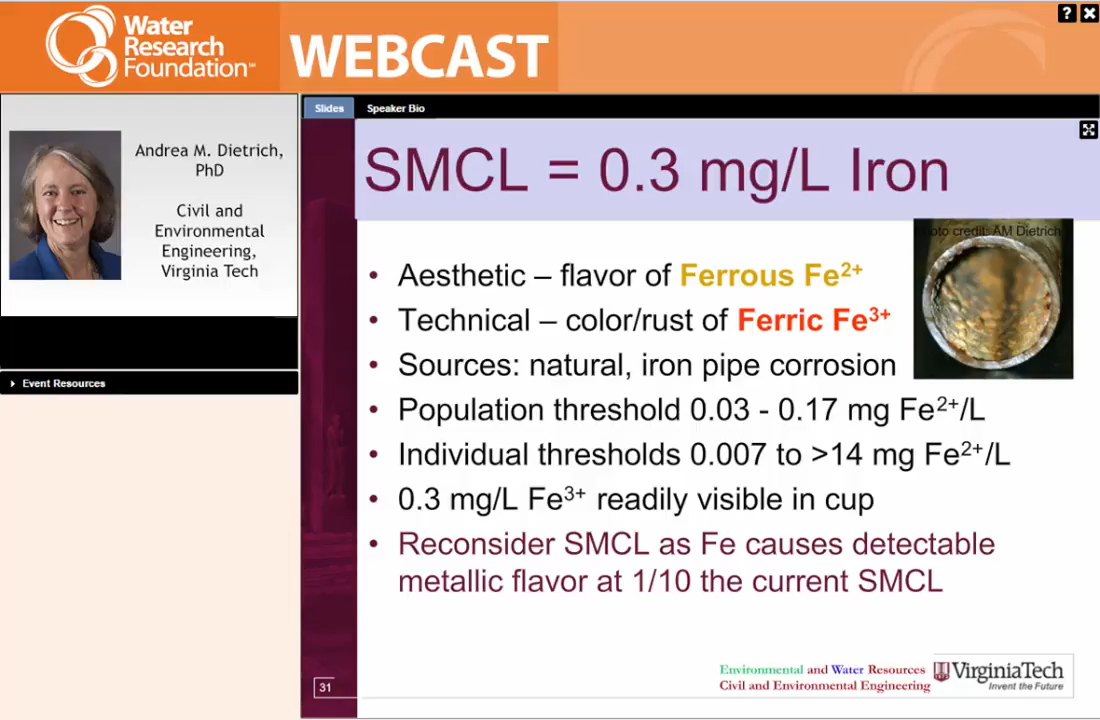 Water
Research
Foundation℠
WEBCAST
? ×
Slides Speaker Bio
Andrea M. Dietrich,
PhD
Civil and
Environmental
Engineering,
Virginia Tech
Event Resources
SMCL = 0.3 mg/L Iron
oto credit: AM Dietrich
• Aesthetic – flavor of Ferrous Fe²⁺
• Technical – color/rust of Ferric Fe³⁺
• Sources: natural, iron pipe corrosion
• Population threshold 0.03 - 0.17 mg Fe²⁺/L
• Individual thresholds 0.007 to >14 mg Fe²⁺/L
• 0.3 mg/L Fe³⁺ readily visible in cup
• Reconsider SMCL as Fe causes detectable
metallic flavor at 1/10 the current SMCL
31
Environmental and Water Resources
Civil and Environmental Engineering
VirginiaTech
Invent the Future